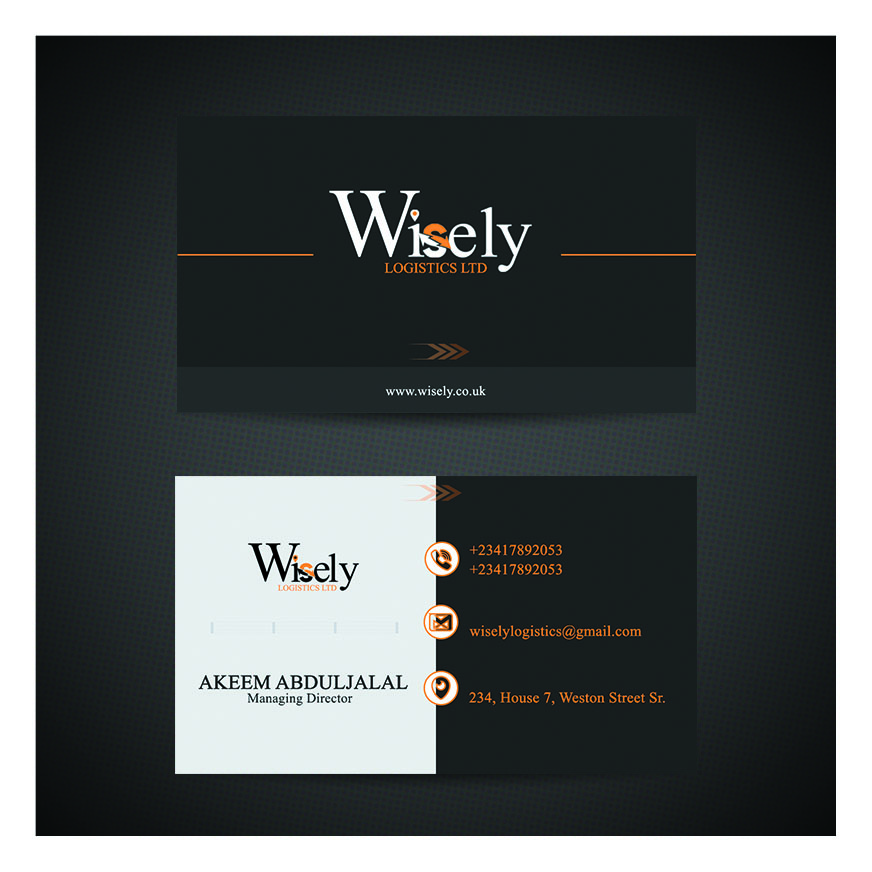 Wisely
LOGISTICS LTD
www.wisely.co.uk
Wisely
LOGISTICS LTD
AKEEM ABDULJALAL
Managing Director
+23417892053
+23417892053
wiselylogistics@gmail.com
234, House 7, Weston Street Sr.